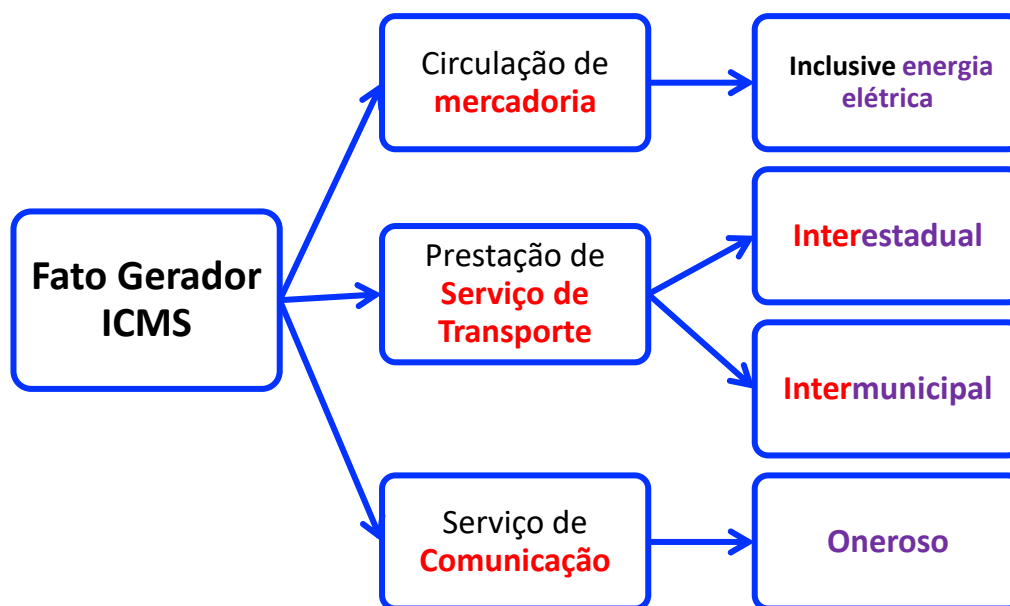 Fato Gerador
ICMS
Circulação de
mercadoria
Inclusive energia
elétrica
Prestação de
Serviço de
Transporte
Interestadual
Intermunicipal
Serviço de
Comunicação
Oneroso